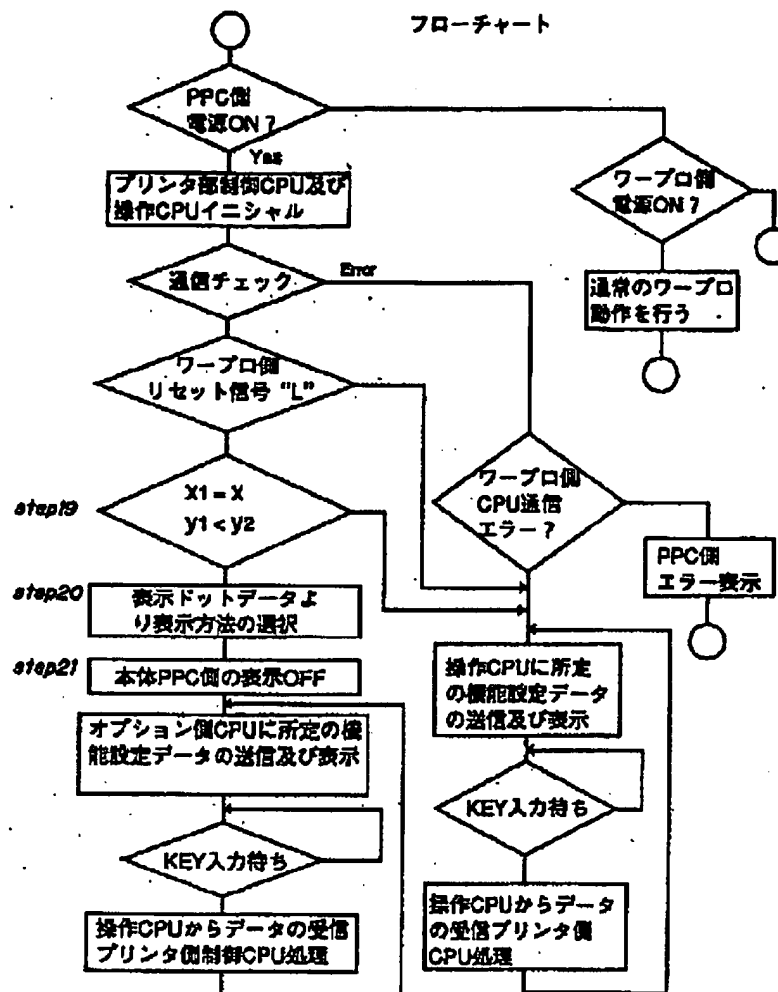 フローチャート
PPC側
電源ON?
Yes
プリンタ部制御CPU及び
操作CPUイニシャル
ワープロ側
電源ON?
通信チェック
Error
通常のワープロ
動作を行う
ワープロ側
リセット信号 "L"
step19
X1 = X
y1 < y2
ワープロ側
CPU通信
エラー?
PPC側
エラー表示
step20
表示ドットデータよ
り表示方法の選択
step21
本体PPC側の表示OFF
操作CPUに所定
の機能設定データ
の送信及び表示
オプション側CPUに所定の機
能設定データの送信及び表示
KEY入力待ち
KEY入力待ち
操作CPUからデータの受信
プリンタ側制御CPU処理
操作CPUからデータ
の受信プリンタ側
CPU処理